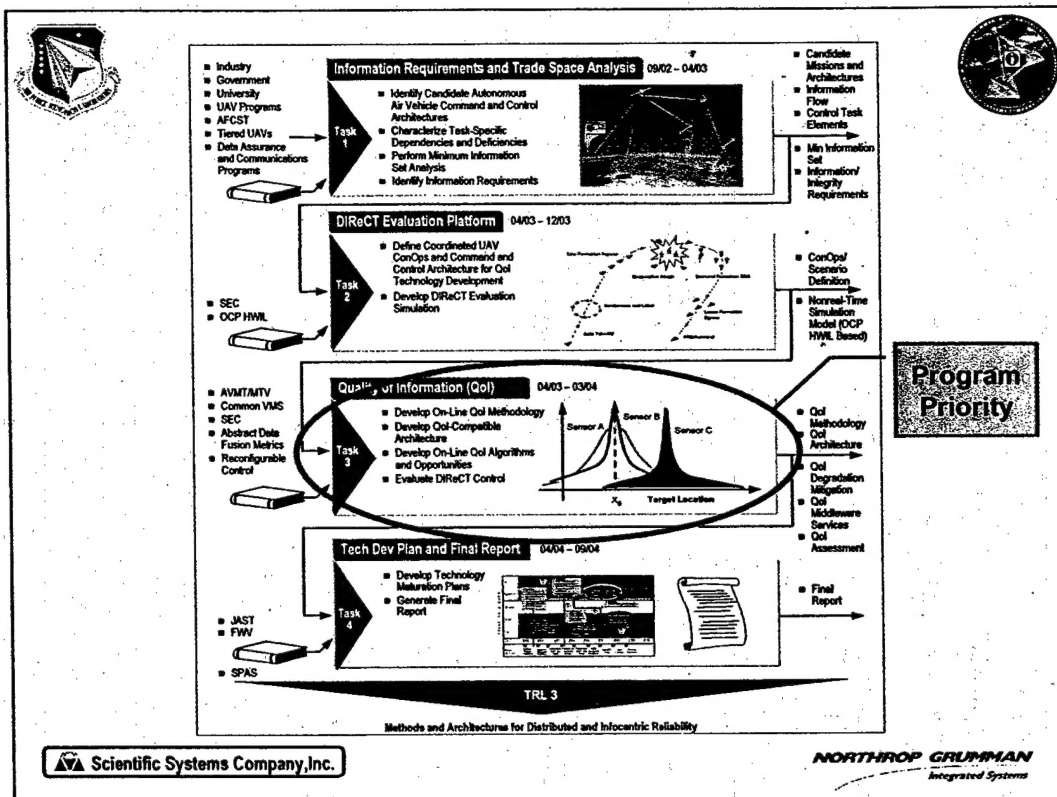 Industry
Government
University
UAV Programs
AFCST
Tiered UAVs
Data Assurance
and Communications
Programs
Task
1
Information Requirements and Trade Space Analysis 09/02 – 04/03
Identify Candidate Autonomous
Air Vehicle Command and Control
Architectures
Characterize Task-Specific
Dependencies and Deficiencies
Perform Minimum Information
Set Analysis
Identify Information Requirements
Candidate
Missions and
Architectures
Information
Flow
Control Task
Elements
Min Information
Set
Information/
Integrity
Requirements
SEC
OCP HWIL
Task
2
DIReCT Evaluation Platform 04/03 – 12/03
Define Coordinated UAV
ConOps and Command and
Control Architecture for QoI
Technology Development
Develop DIReCT Evaluation
Simulation
ConOps/
Scenario
Definition
Nonreal-Time
Simulation
Model (OCP
HWIL Based)
Program
Priority
AVMT/MTV
Common VMS
SEC
Abstract Data
Fusion Metrics
Reconfigurable
Control
Task
3
Quality of Information (QoI) 04/03 – 03/04
Develop On-Line QoI Methodology
Develop QoI-Compatible
Architecture
Develop On-Line QoI Algorithms
and Opportunities
Evaluate DIReCT Control
Sensor A
Sensor B
Sensor C
X₀
Target Location
QoI
Methodology
QoI
Architecture
QoI
Degradation
Mitigation
QoI
Middleware
Services
QoI
Assessment
JAST
FWV
SPAS
Task
4
Tech Dev Plan and Final Report 04/04 – 09/04
Develop Technology
Maturation Plans
Generate Final
Report
Final
Report
TRL 3
Methods and Architectures for Distributed and Infocentric Reliability
Scientific Systems Company,Inc.
NORTHROP GRUMMAN
Integrated Systems